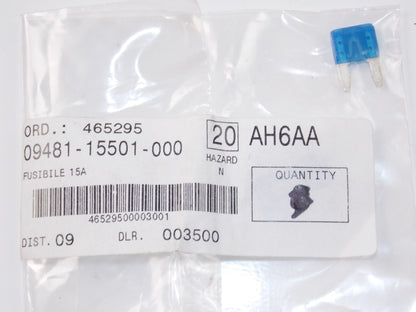 ORD.: 465295
09481-15501-000
FUSIBILE 15A
46529500003001
DIST. 09 DLR. 003500
20 AH6AA
HAZARD
N
QUANTITY